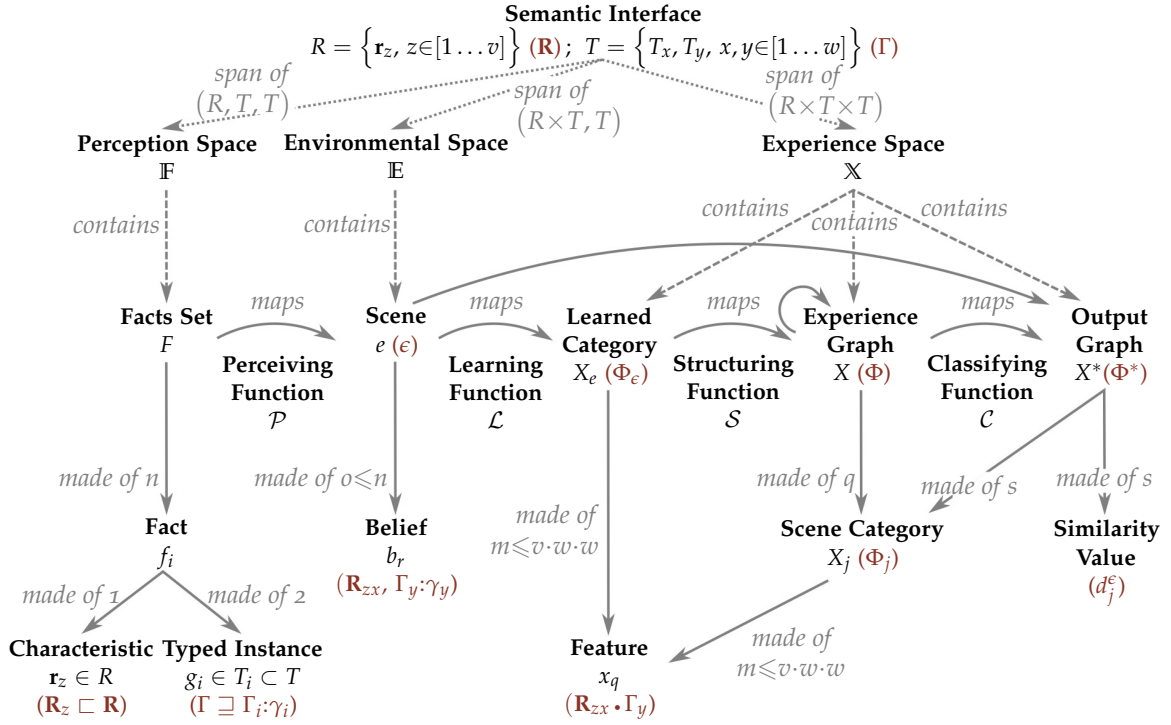 Semantic Interface
R = {r_z, z∈[1 … v]} (R); T = {T_x, T_y, x, y∈[1 … w]} (Γ)
span of
(R, T, T)
span of
(R×T, T)
span of
(R×T×T)
Perception Space
𝔽
Environmental Space
𝔼
Experience Space
𝕏
contains
contains
contains
contains
contains
maps
maps
maps
maps
Facts Set
F
Perceiving
Function
𝒫
Scene
e (ϵ)
Learning
Function
ℒ
Learned
Category
X_e (Φ_ϵ)
Structuring
Function
𝒮
Experience
Graph
X (Φ)
Classifying
Function
𝒞
Output
Graph
X* (Φ*)
made of n
made of o⩽n
made of
m⩽v·w·w
made of q
made of s
made of s
Fact
f_i
Belief
b_r
(R_zx, Γ_y:γ_y)
Scene Category
X_j (Φ_j)
Similarity
Value
(d_j^ϵ)
made of 1
made of 2
made of
m⩽v·w·w
Characteristic
r_z ∈ R
(R_z ⊏ R)
Typed Instance
g_i ∈ T_i ⊂ T
(Γ ⊒ Γ_i:γ_i)
Feature
x_q
(R_zx • Γ_y)